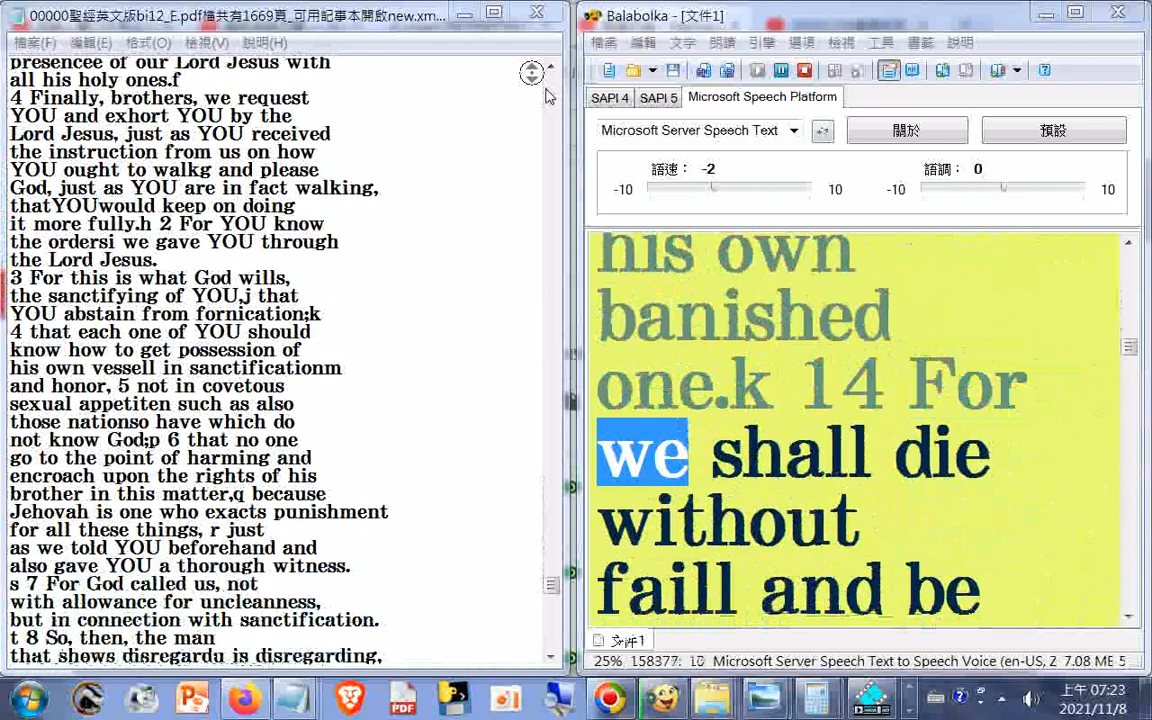 00000聖經英文版bi12_E.pdf檔共有1669頁_可用記事本開啟new.xm...
檔案(F) 編輯(E) 格式(O) 檢視(V) 說明(H)
presencee of our Lord Jesus with
all his holy ones.f
4 Finally, brothers, we request
YOU and exhort YOU by the
Lord Jesus, just as YOU received
the instruction from us on how
YOU ought to walkg and please
God, just as YOU are in fact walking,
thatYOUwould keep on doing
it more fully.h 2 For YOU know
the ordersi we gave YOU through
the Lord Jesus.
3 For this is what God wills,
the sanctifying of YOU,j that
YOU abstain from fornication;k
4 that each one of YOU should
know how to get possession of
his own vessell in sanctificationm
and honor, 5 not in covetous
sexual appetiten such as also
those nationso have which do
not know God;p 6 that no one
go to the point of harming and
encroach upon the rights of his
brother in this matter,q because
Jehovah is one who exacts punishment
for all these things, r just
as we told YOU beforehand and
also gave YOU a thorough witness.
s 7 For God called us, not
with allowance for uncleanness,
but in connection with sanctification.
t 8 So, then, the man
that shows disregardu is disregarding,
Balabolka - [文件1]
檔案 編輯 文字 朗讀 引擎 選項 檢視 工具 書籤 說明
SAPI 4 SAPI 5 Microsoft Speech Platform
Microsoft Server Speech Text 關於 預設
語速： -2 語調： 0
-10 10 -10 10
his own
banished
one.k 14 For
we shall die
without
faill and be
文件1
25% 158377: 10 Microsoft Server Speech Text to Speech Voice (en-US, Z 7.08 MB 5
上午 07:23
2021/11/8